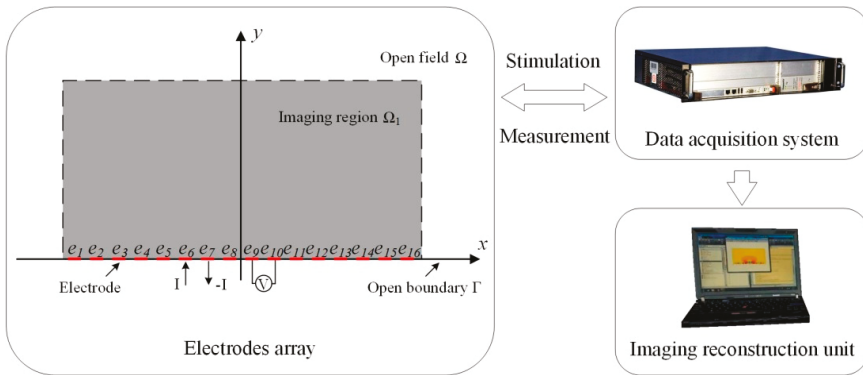 y
Open field Ω
Imaging region Ω1
e1 e2 e3 e4 e5 e6 e7 e8 e9 e10 e11 e12 e13 e14 e15 e16
x
Electrode
I
-I
V
Open boundary Γ
Electrodes array
Stimulation
Measurement
Data acquisition system
Imaging reconstruction unit